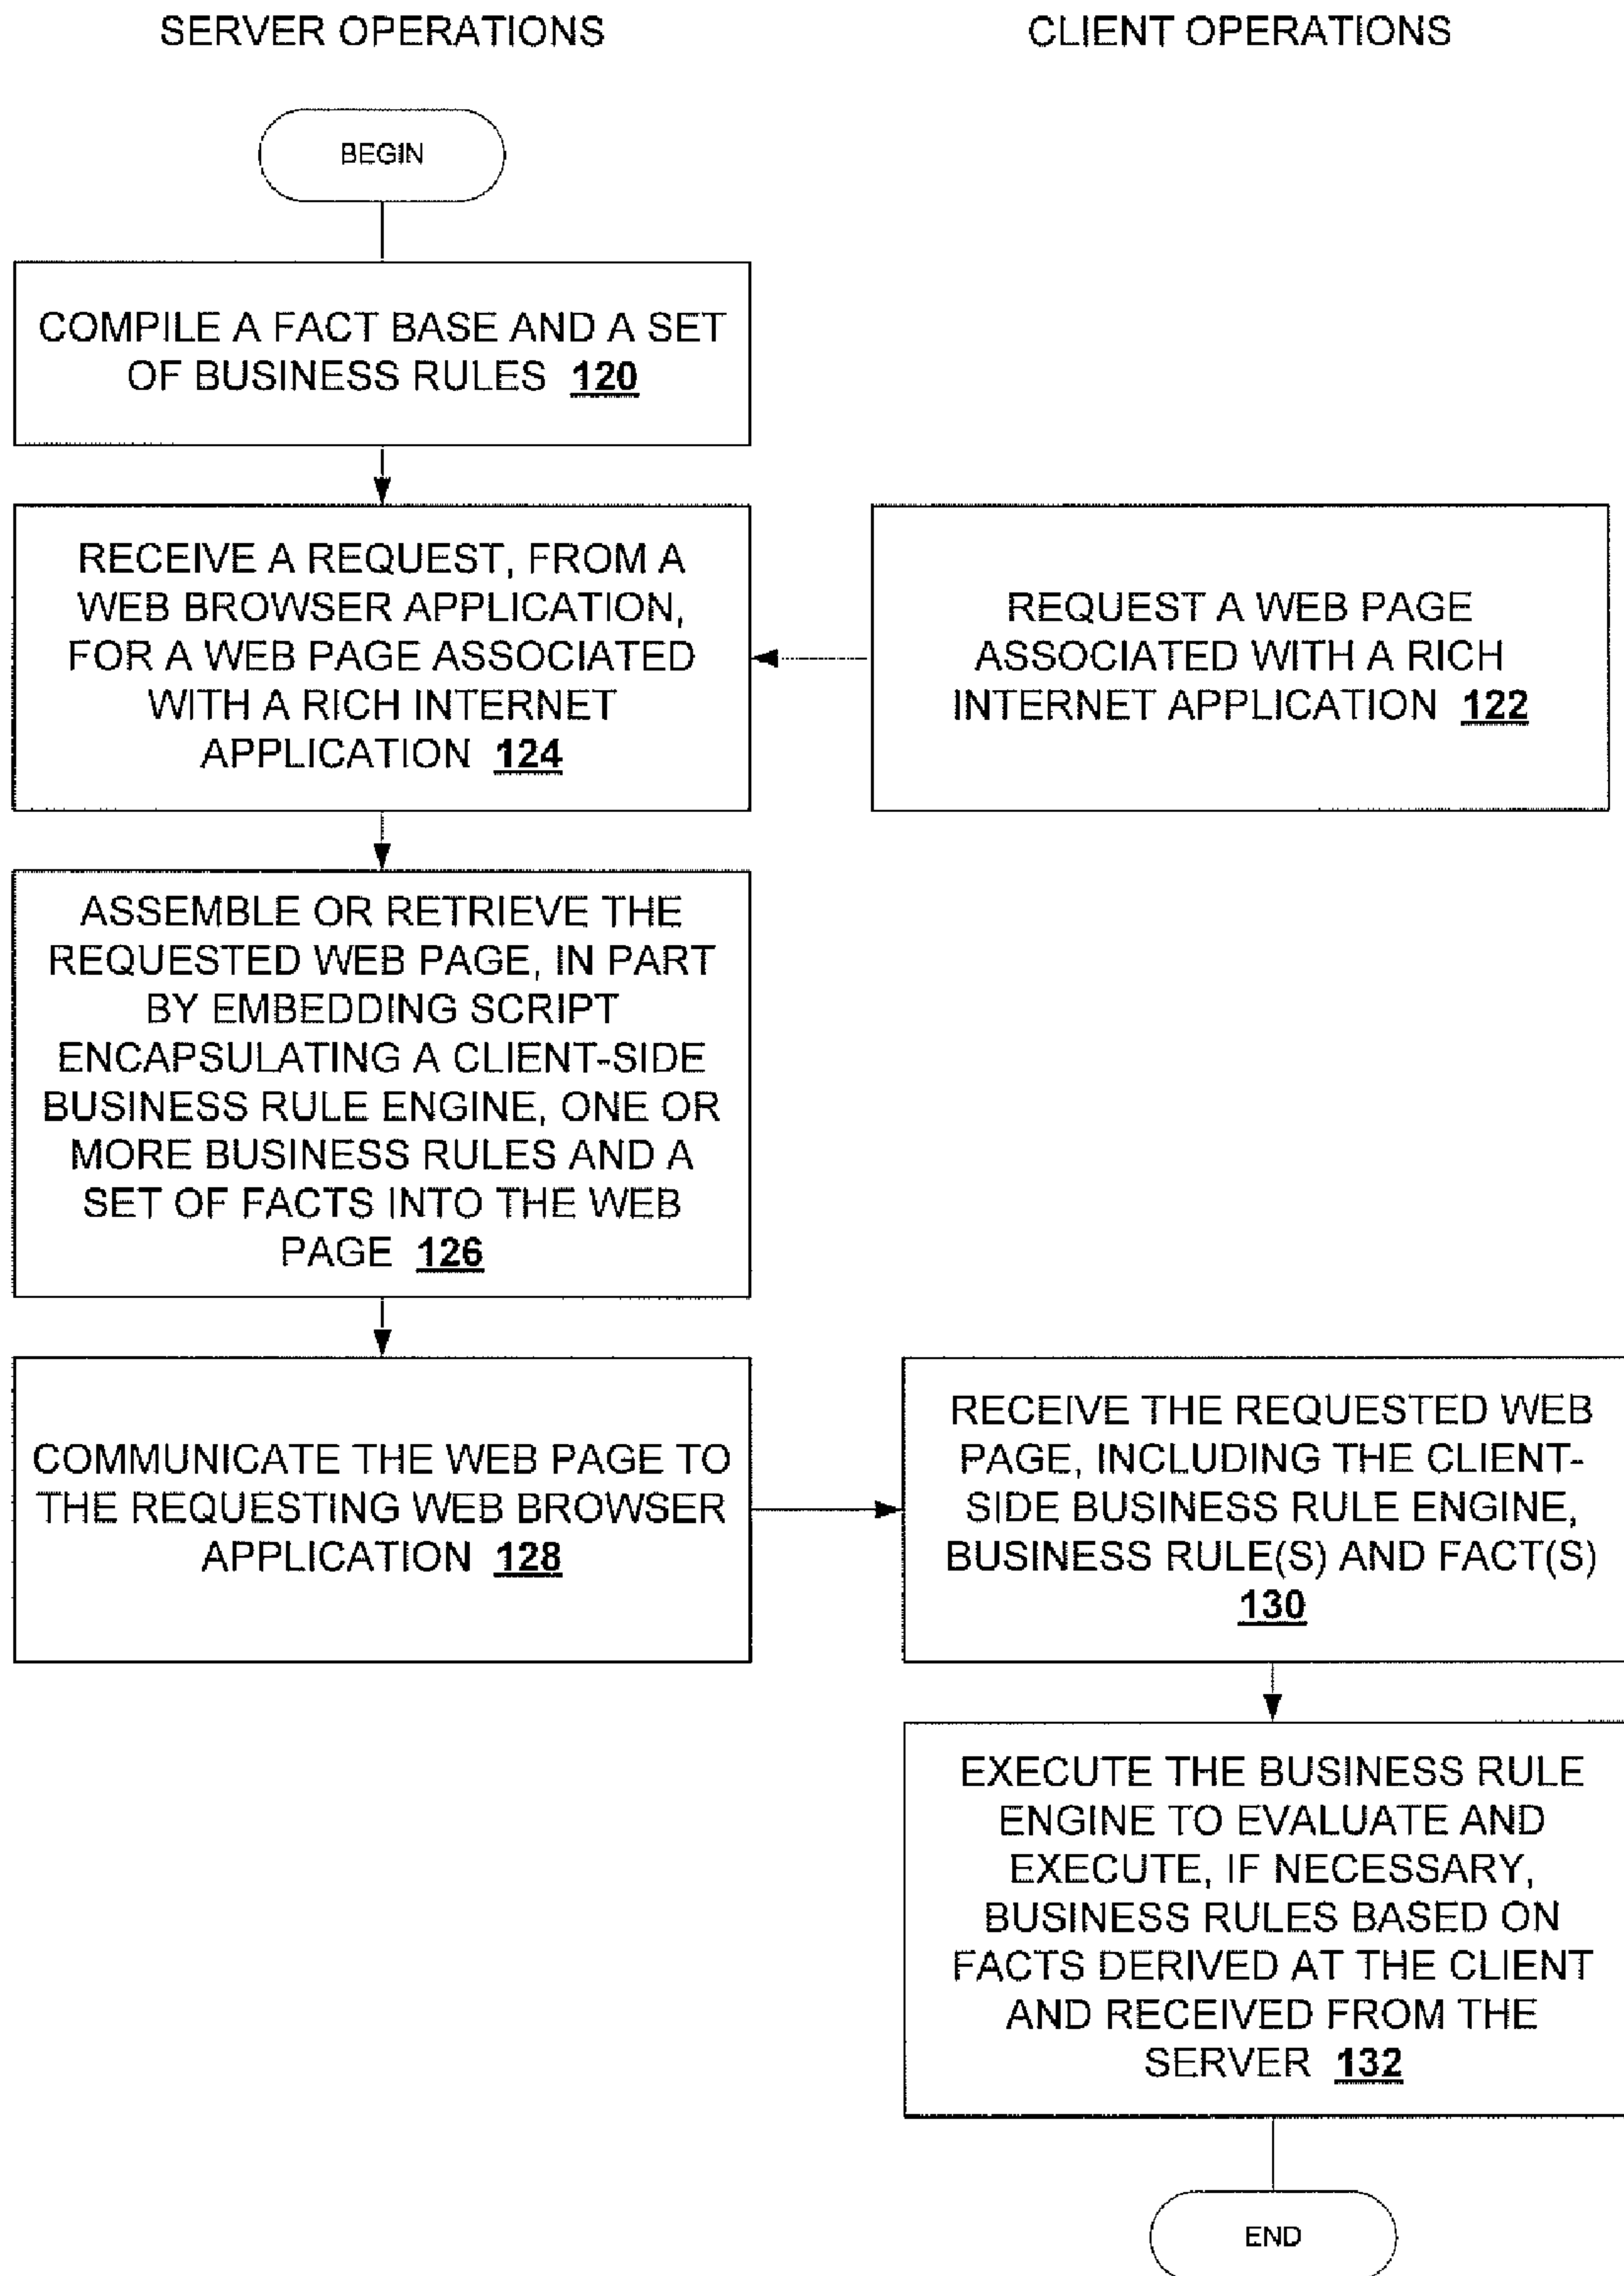 SERVER OPERATIONS
CLIENT OPERATIONS
BEGIN
COMPILE A FACT BASE AND A SET
OF BUSINESS RULES 120
RECEIVE A REQUEST, FROM A
WEB BROWSER APPLICATION,
FOR A WEB PAGE ASSOCIATED
WITH A RICH INTERNET
APPLICATION 124
REQUEST A WEB PAGE
ASSOCIATED WITH A RICH
INTERNET APPLICATION 122
ASSEMBLE OR RETRIEVE THE
REQUESTED WEB PAGE, IN PART
BY EMBEDDING SCRIPT
ENCAPSULATING A CLIENT-SIDE
BUSINESS RULE ENGINE, ONE OR
MORE BUSINESS RULES AND A
SET OF FACTS INTO THE WEB
PAGE 126
COMMUNICATE THE WEB PAGE TO
THE REQUESTING WEB BROWSER
APPLICATION 128
RECEIVE THE REQUESTED WEB
PAGE, INCLUDING THE CLIENT-
SIDE BUSINESS RULE ENGINE,
BUSINESS RULE(S) AND FACT(S)
130
EXECUTE THE BUSINESS RULE
ENGINE TO EVALUATE AND
EXECUTE, IF NECESSARY,
BUSINESS RULES BASED ON
FACTS DERIVED AT THE CLIENT
AND RECEIVED FROM THE
SERVER 132
END